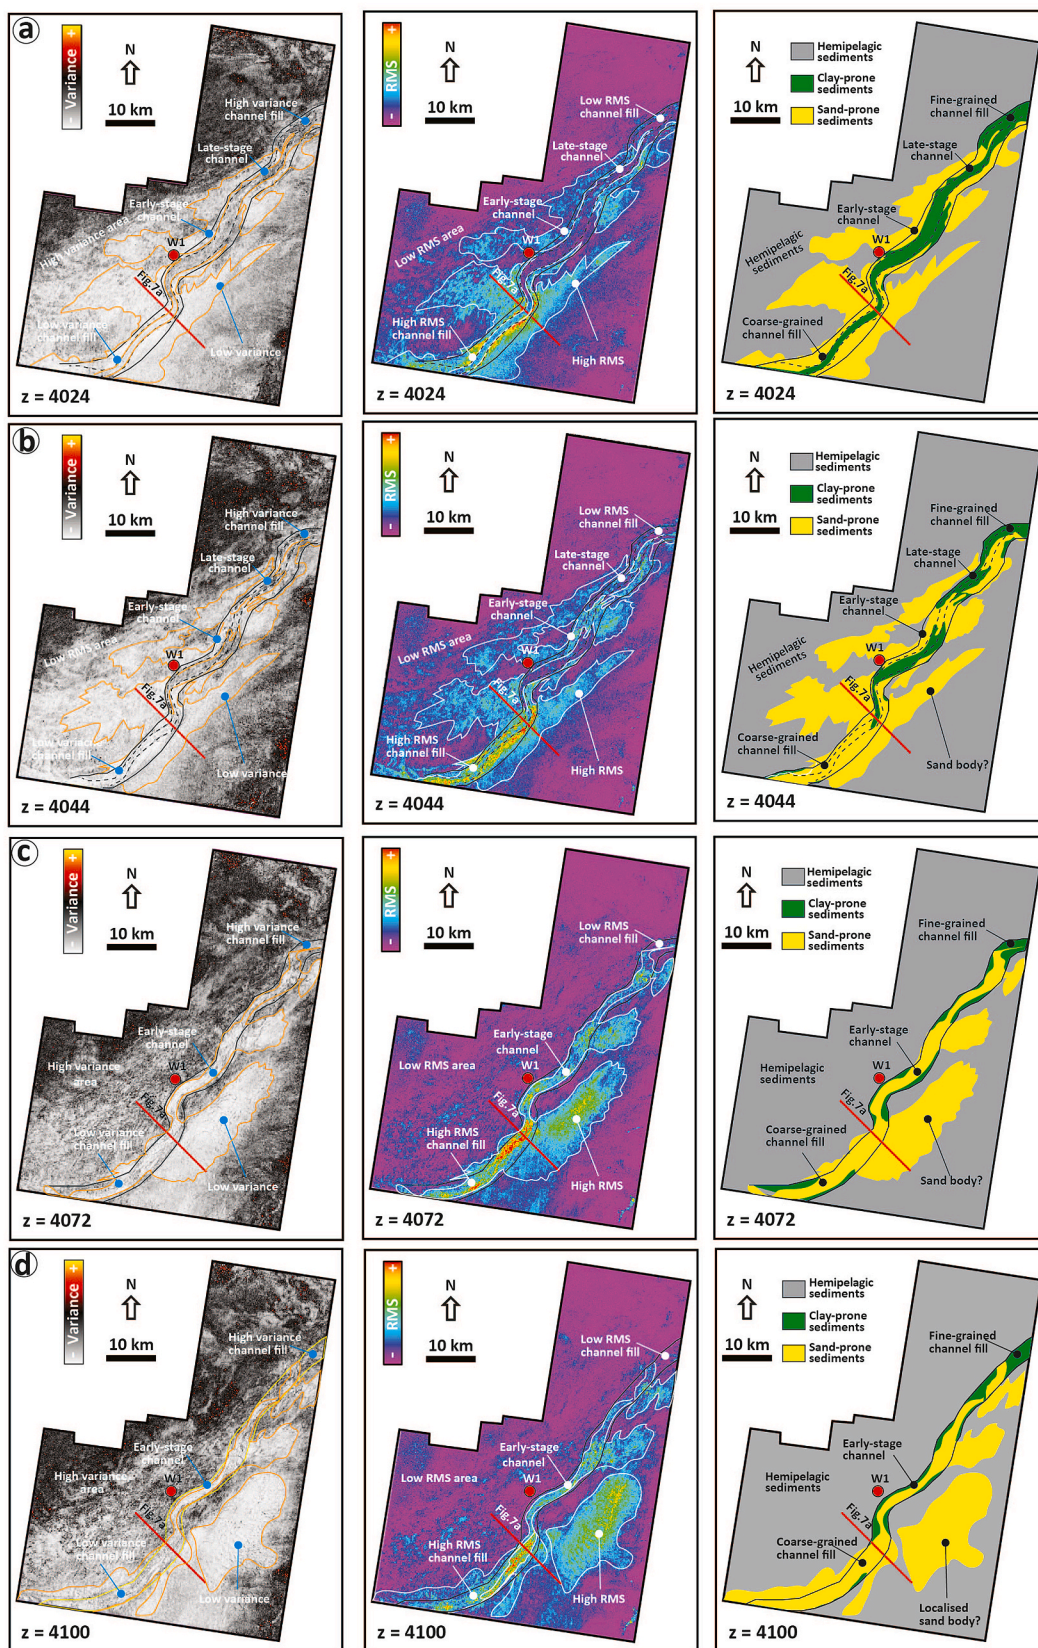 a
- Variance +
N
10 km
High variance
channel fill
Late-stage
channel
Early-stage
channel
W1
High variance area
Fig.7a
Low variance
channel fill
Low variance
z = 4024
- RMS +
N
10 km
Low RMS
channel fill
Late-stage
channel
Early-stage
channel
W1
Low RMS area
Fig.7a
High RMS
channel fill
High RMS
z = 4024
N
10 km
Hemipelagic
sediments
Clay-prone
sediments
Sand-prone
sediments
Fine-grained
channel fill
Late-stage
channel
Early-stage
channel
W1
Hemipelagic
sediments
Fig.7a
Coarse-grained
channel fill
z = 4024
b
- Variance +
N
10 km
High variance
channel fill
Late-stage
channel
Early-stage
channel
W1
Low RMS area
Fig.7a
Low variance
channel fill
Low variance
z = 4044
- RMS +
N
10 km
Low RMS
channel fill
Late-stage
channel
Early-stage
channel
W1
Low RMS area
Fig.7a
High RMS
channel fill
High RMS
z = 4044
N
10 km
Hemipelagic
sediments
Clay-prone
sediments
Sand-prone
sediments
Fine-grained
channel fill
Late-stage
channel
Early-stage
channel
W1
Hemipelagic
sediments
Fig.7a
Coarse-grained
channel fill
Sand body?
z = 4044
c
- Variance +
N
10 km
High variance
channel fill
Early-stage
channel
W1
High variance
area
Fig.7a
Low variance
channel fill
Low variance
z = 4072
- RMS +
N
10 km
Low RMS
channel fill
Early-stage
channel
W1
Low RMS area
Fig.7a
High RMS
channel fill
High RMS
z = 4072
N
10 km
Hemipelagic
sediments
Clay-prone
sediments
Sand-prone
sediments
Fine-grained
channel fill
Early-stage
channel
W1
Hemipelagic
sediments
Fig.7a
Coarse-grained
channel fill
Sand body?
z = 4072
d
- Variance +
N
10 km
High variance
channel fill
Early-stage
channel
W1
High variance
area
Fig.7a
Low variance
channel fill
Low variance
z = 4100
- RMS +
N
10 km
Low RMS
channel fill
Early-stage
channel
W1
Low RMS area
Fig.7a
High RMS
channel fill
High RMS
z = 4100
N
10 km
Hemipelagic
sediments
Clay-prone
sediments
Sand-prone
sediments
Fine-grained
channel fill
Early-stage
channel
W1
Hemipelagic
sediments
Fig.7a
Coarse-grained
channel fill
Localised
sand body?
z = 4100